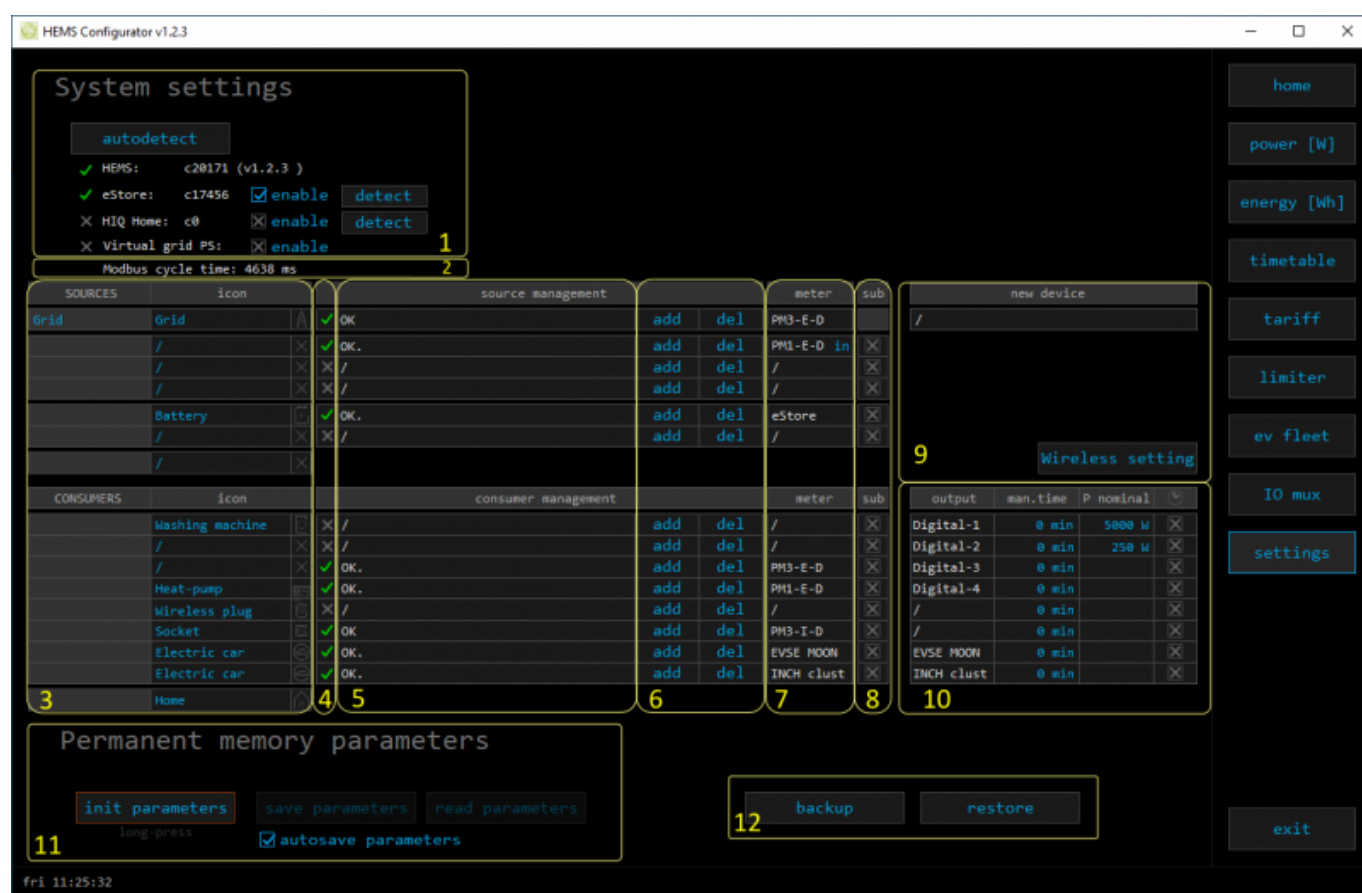 HEMS Configurator v1.2.3
System settings
home
autodetect
power [W]
HEMS: c20171 (v1.2.3 )
eStore: c17456 enable detect
energy [Wh]
HIQ Home: c0 enable detect
Virtual grid PS: enable 1
timetable
Modbus cycle time: 4638 ms 2
SOURCES icon source management meter sub new device
Grid Grid OK add del PM3-E-D /
tariff
/ OK. add del PM1-E-D in
/ / add del /
/ / add del /
limiter
Battery OK. add del eStore
/ / add del /
ev fleet
/
9 Wireless setting
CONSUMERS icon consumer management meter sub output man.time P nominal
IO mux
Washing machine / add del / Digital-1 0 min 5000 W
/ / add del / Digital-2 0 min 250 W
settings
/ OK. add del PM3-E-D Digital-3 0 min
Heat-pump OK. add del PM1-E-D Digital-4 0 min
Wireless plug / add del / / 0 min
Socket OK add del PM3-I-D / 0 min
Electric car OK. add del EVSE MOON EVSE MOON 0 min
Electric car OK. add del INCH clust INCH clust 0 min
3 Home 4 5 6 7 8 10
Permanent memory parameters
init parameters save parameters read parameters
backup restore
12
long-press
autosave parameters
exit
11
fri 11:25:32